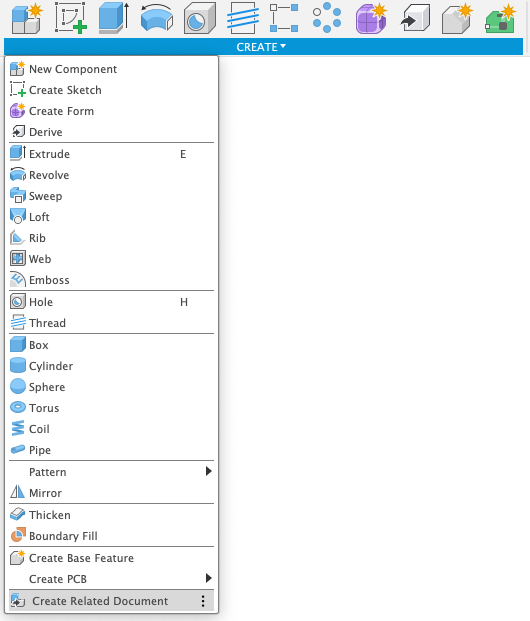 CREATE
New Component
Create Sketch
Create Form
Derive
Extrude E
Revolve
Sweep
Loft
Rib
Web
Emboss
Hole H
Thread
Box
Cylinder
Sphere
Torus
Coil
Pipe
Pattern
Mirror
Thicken
Boundary Fill
Create Base Feature
Create PCB
Create Related Document